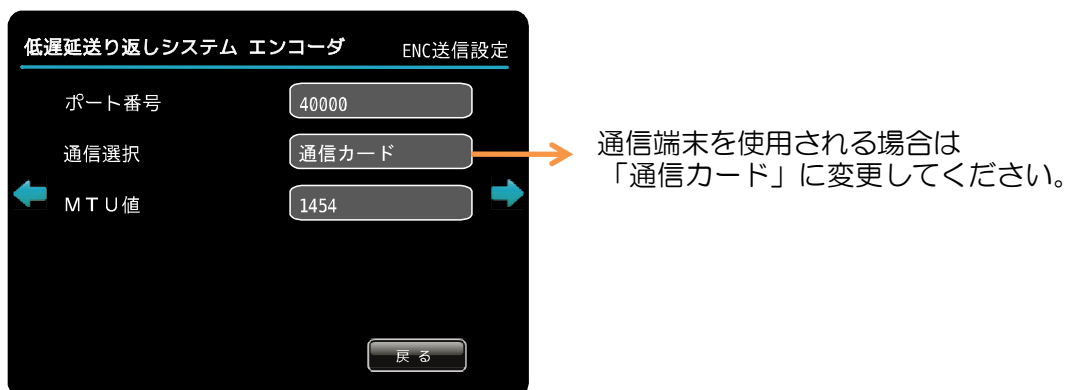 低遅延送り返しシステム エンコーダ ENC送信設定
ポート番号 40000
通信選択 通信カード
MTU値 1454
戻る
通信端末を使用される場合は
「通信カード」に変更してください。